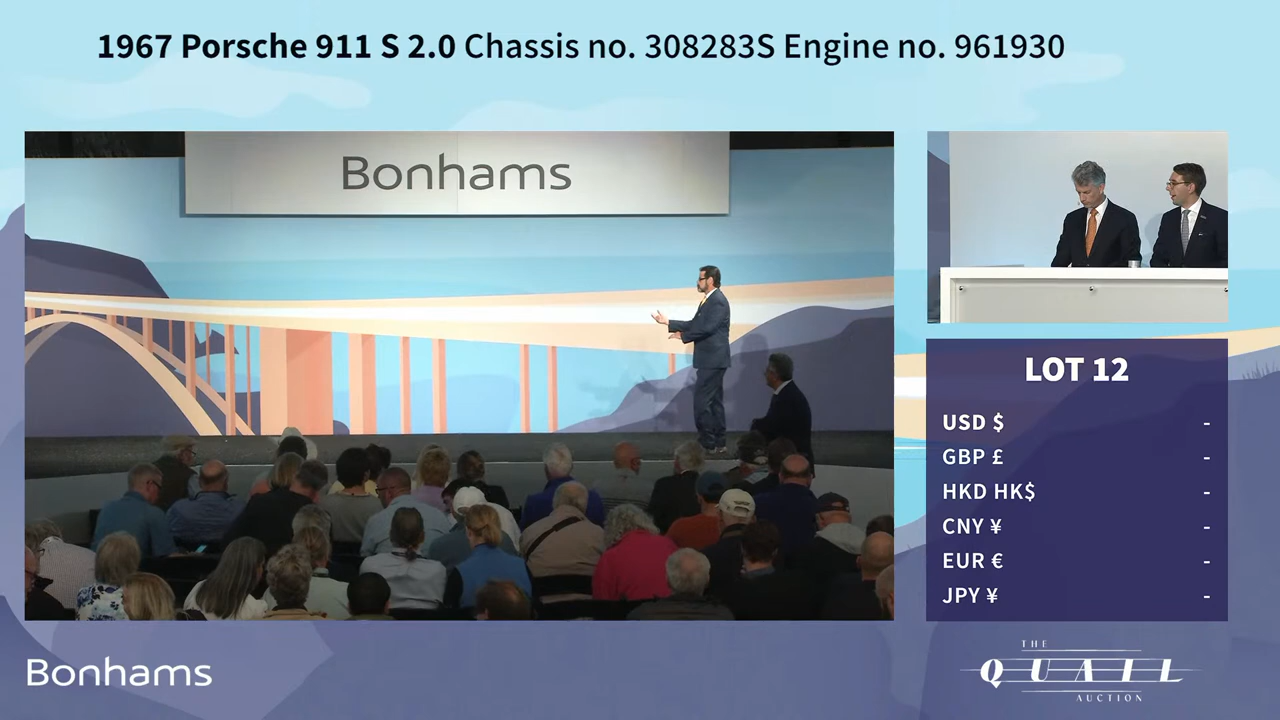 1967 Porsche 911 S 2.0 Chassis no. 308283S Engine no. 961930
Bonhams
LOT 12
USD $ -
GBP £ -
HKD HK$ -
CNY ¥ -
EUR € -
JPY ¥ -
Bonhams
THE
QUAIL
AUCTION